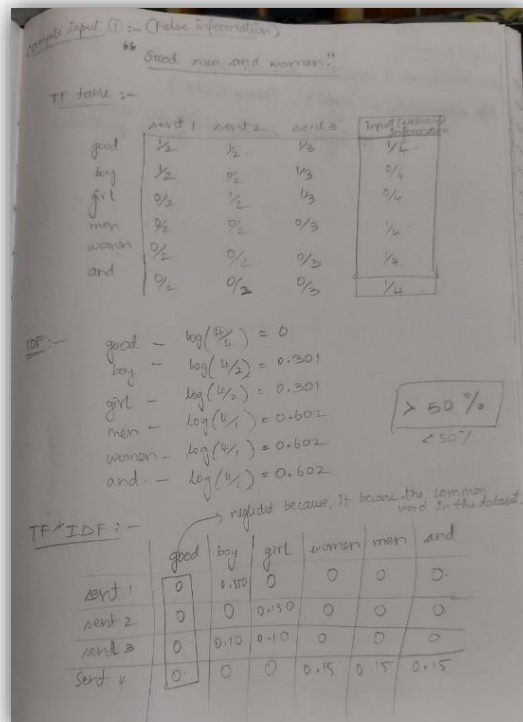 Sample input ① :- (False information)
" Good men and women."
TF table :-
sent 1 sent 2 sent 3 Input information
good 1/2 1/2 1/3 1/4
boy 1/2 0/2 1/3 0/4
girl 0/2 1/2 1/3 0/4
men 0/2 0/2 0/3 1/4
woman 0/2 0/2 0/3 1/4
and 0/2 0/2 0/3 1/4
IDF :-
good - log(4/4) = 0
boy - log(4/2) = 0.301
girl - log(4/2) = 0.301
men - log(4/1) = 0.602
women - log(4/1) = 0.602
and - log(4/1) = 0.602
> 50%
< 50%
neglected because, it became the common
word in the dataset
TF*IDF :-
good boy girl women men and
sent 1 0 0.150 0 0 0 0
sent 2 0 0 0.150 0 0 0
sent 3 0 0.10 0.10 0 0 0
Sent 4 0 0 0 0.15 0.15 0.15